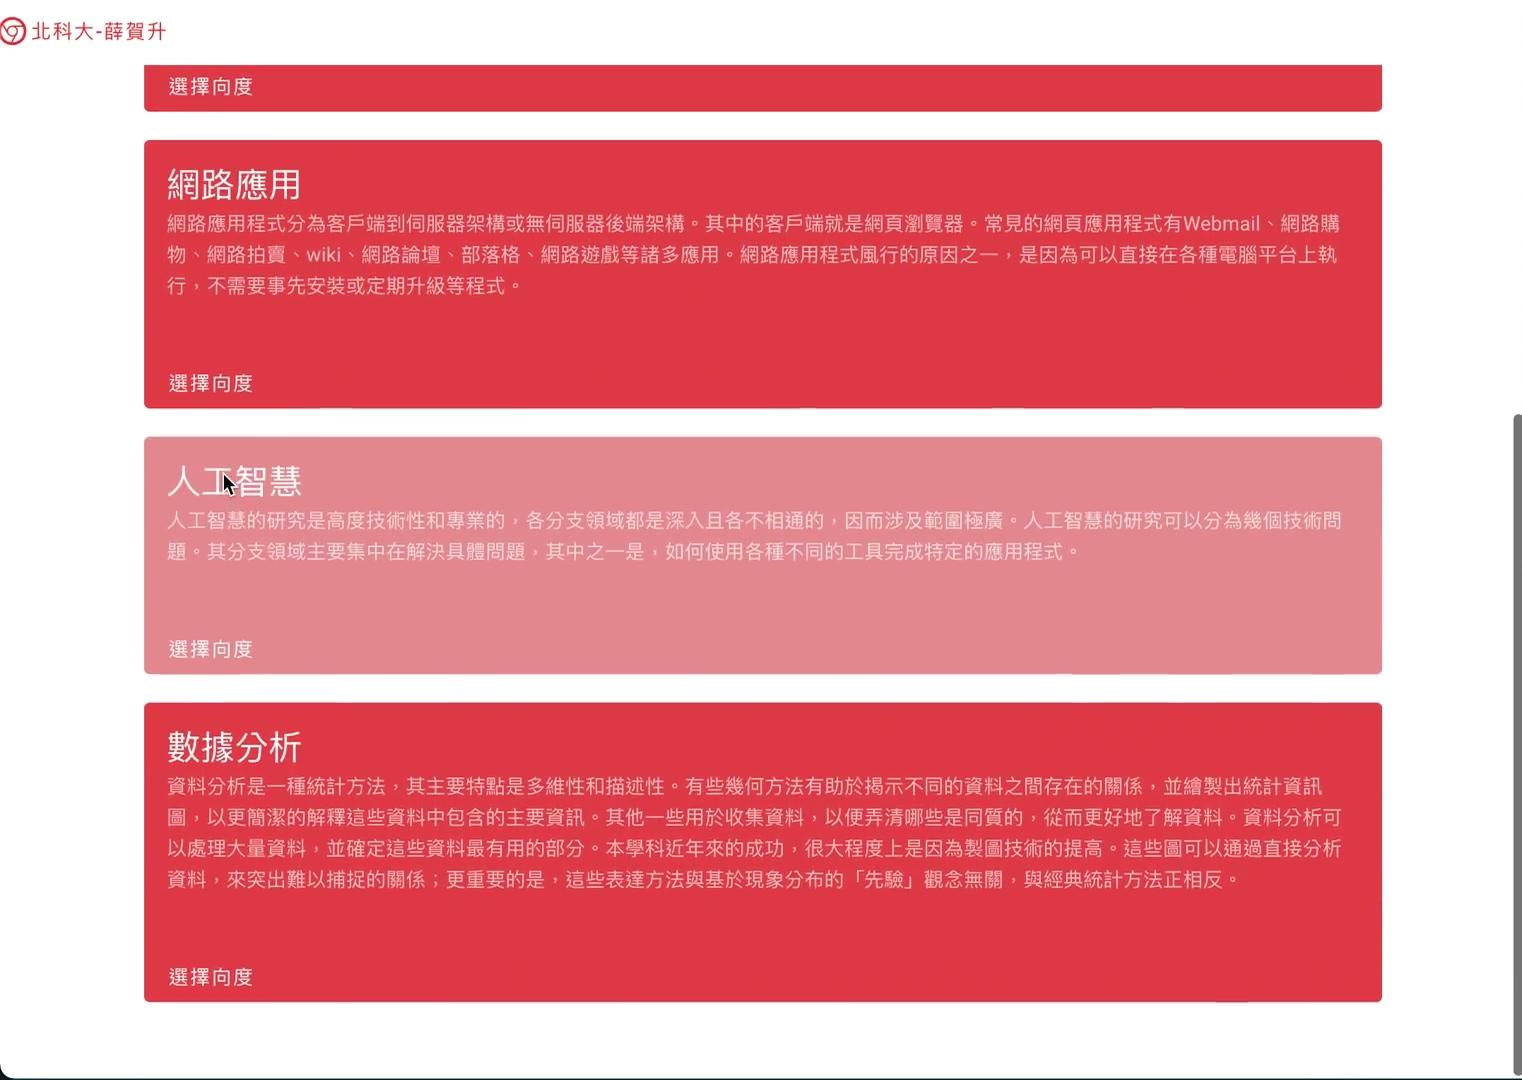 北科大-薛賀升
選擇向度
網路應用
網路應用程式分為客戶端到伺服器架構或無伺服器後端架構。其中的客戶端就是網頁瀏覽器。常見的網頁應用程式有Webmail、網路購
物、網路拍賣、wiki、網路論壇、部落格、網路遊戲等諸多應用。網路應用程式風行的原因之一，是因為可以直接在各種電腦平台上執
行，不需要事先安裝或定期升級等程式。
選擇向度
人工智慧
人工智慧的研究是高度技術性和專業的，各分支領域都是深入且各不相通的，因而涉及範圍極廣。人工智慧的研究可以分為幾個技術問
題。其分支領域主要集中在解決具體問題，其中之一是，如何使用各種不同的工具完成特定的應用程式。
選擇向度
數據分析
資料分析是一種統計方法，其主要特點是多維性和描述性。有些幾何方法有助於揭示不同的資料之間存在的關係，並繪製出統計資訊
圖，以更簡潔的解釋這些資料中包含的主要資訊。其他一些用於收集資料，以便弄清哪些是同質的，從而更好地了解資料。資料分析可
以處理大量資料，並確定這些資料最有用的部分。本學科近年來的成功，很大程度上是因為製圖技術的提高。這些圖可以通過直接分析
資料，來突出難以捕捉的關係；更重要的是，這些表達方法與基於現象分布的「先驗」觀念無關，與經典統計方法正相反。
選擇向度